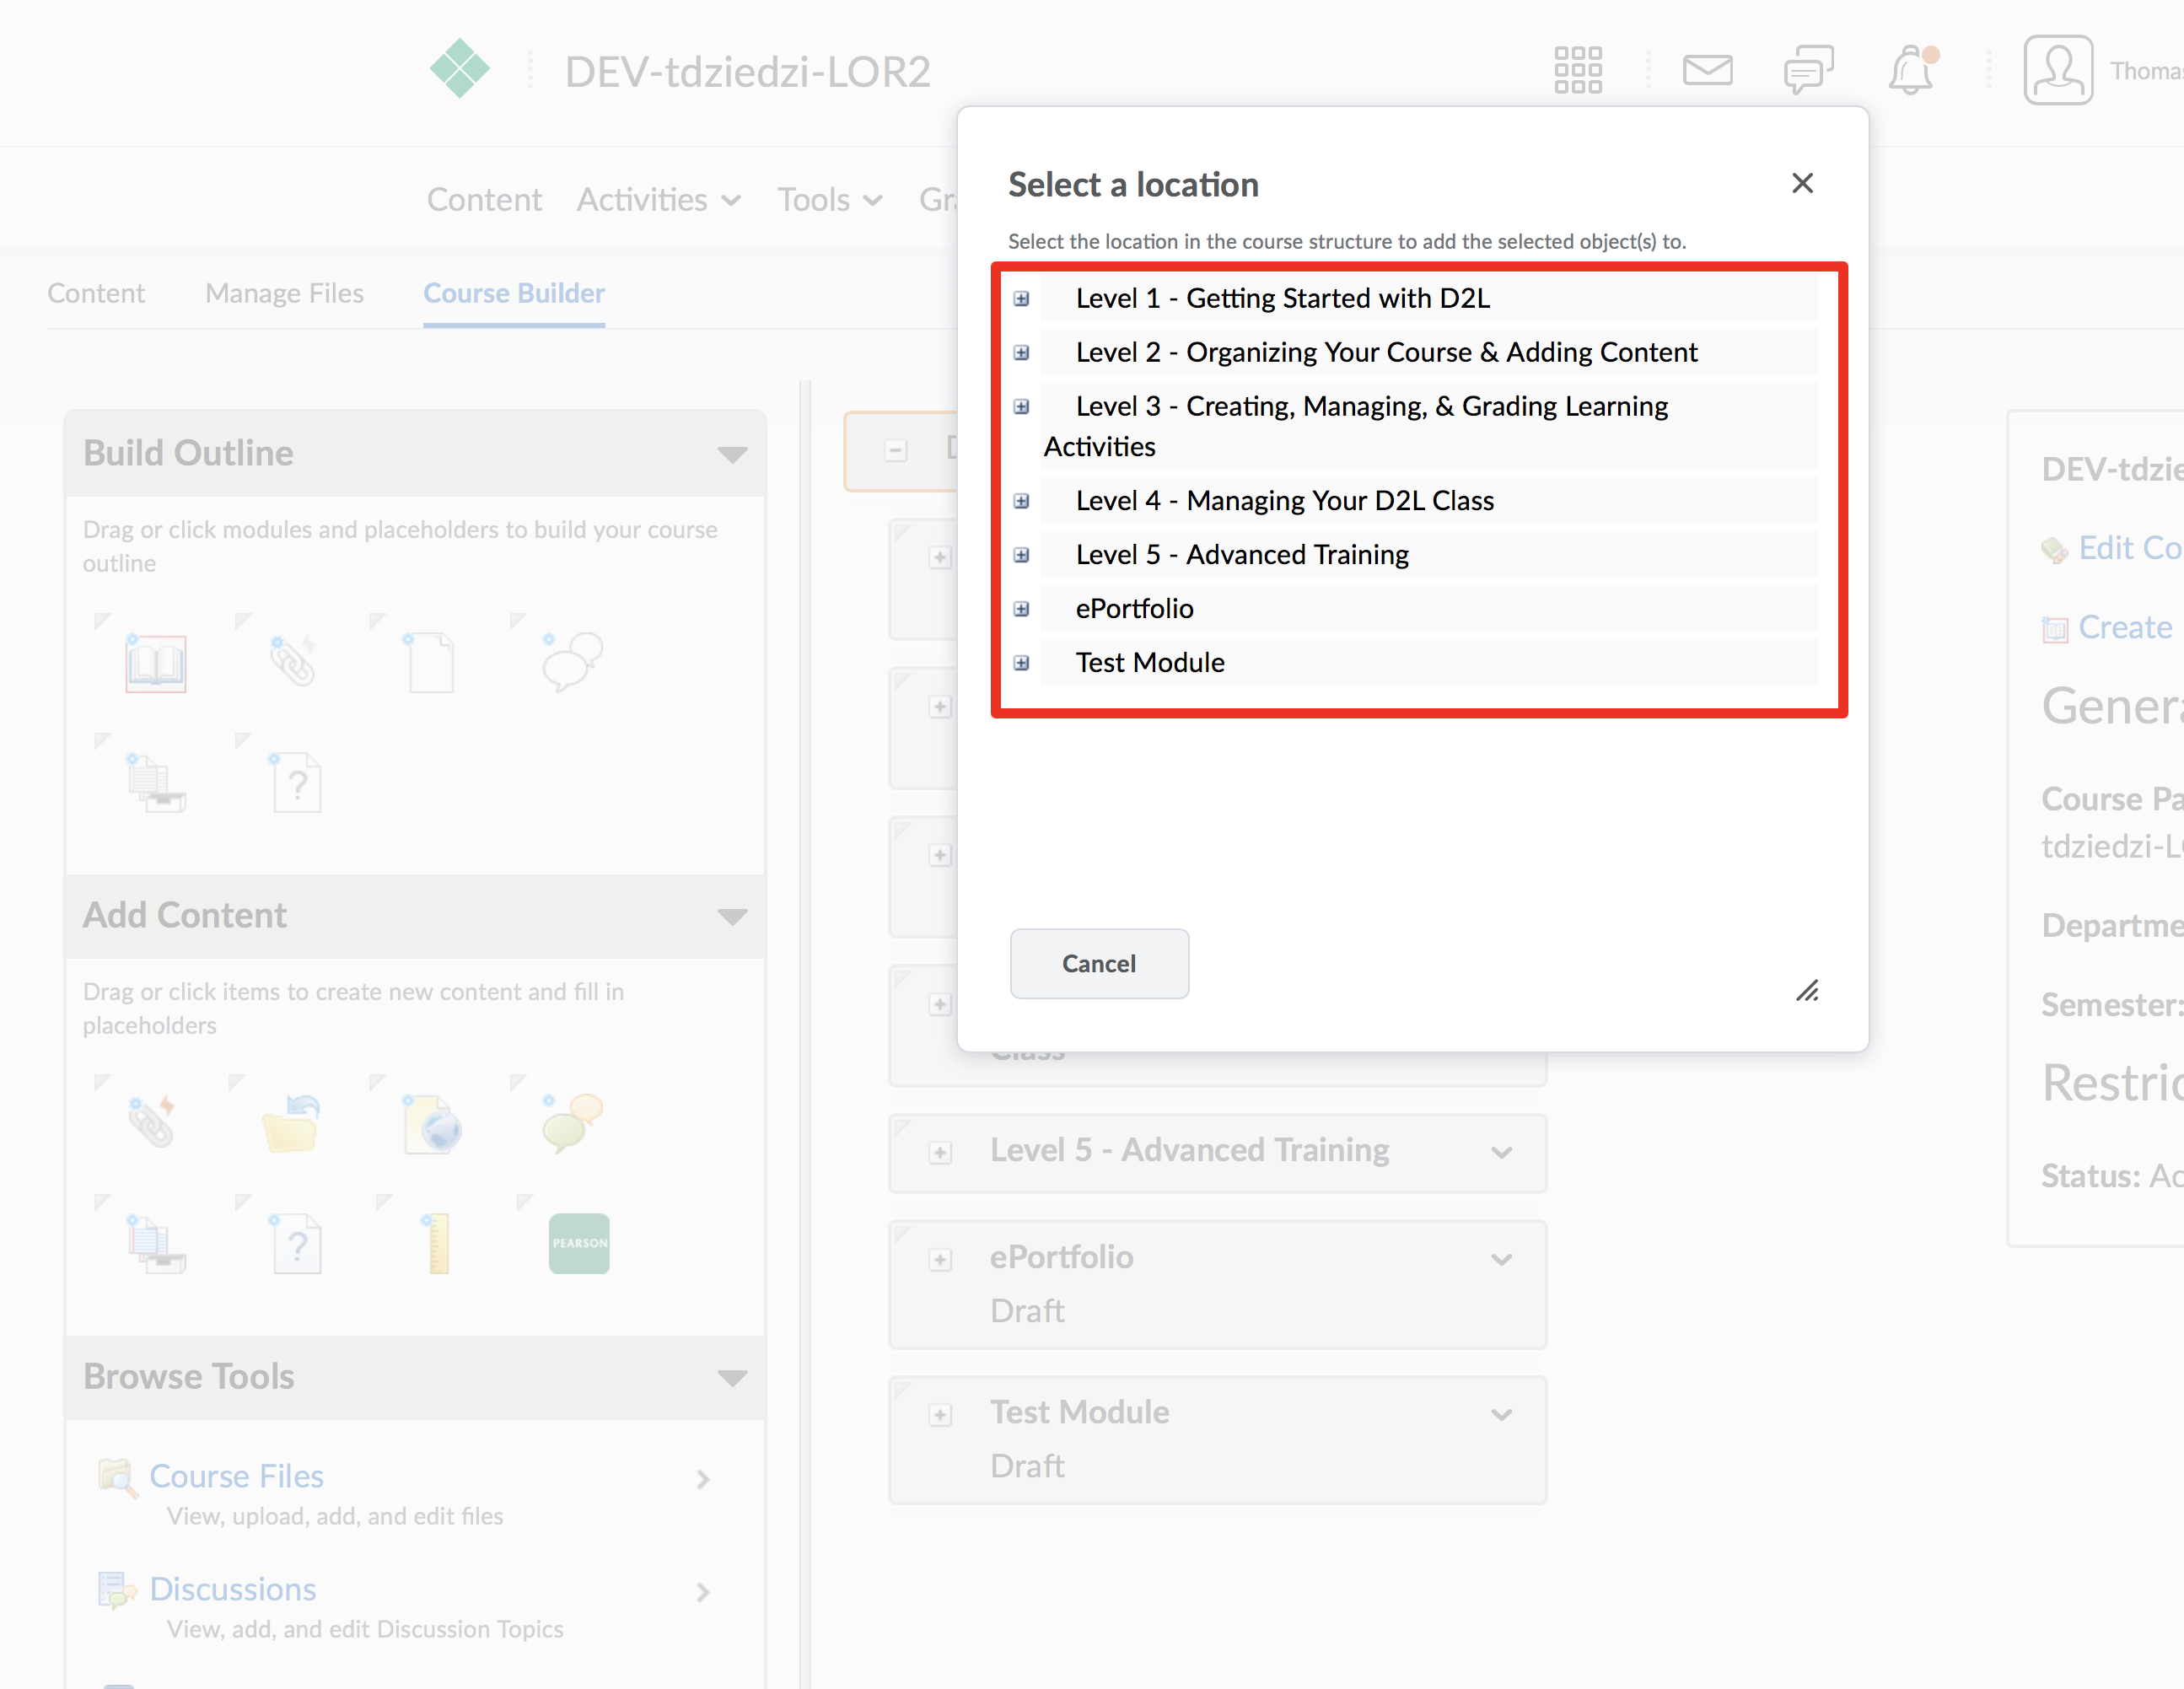 DEV-tdziedzi-LOR2
Content Activities Tools
Content Manage Files Course Builder
Select a location
Select the location in the course structure to add the selected object(s) to.
Level 1 - Getting Started with D2L
Level 2 - Organizing Your Course & Adding Content
Level 3 - Creating, Managing, & Grading Learning
Activities
Level 4 - Managing Your D2L Class
Level 5 - Advanced Training
ePortfolio
Test Module
Cancel
Build Outline
Drag or click modules and placeholders to build your course
outline
Add Content
Drag or click items to create new content and fill in
placeholders
PEARSON
Browse Tools
Course Files
View, upload, add, and edit files
Discussions
View, add, and edit Discussion Topics
Class
Level 5 - Advanced Training
ePortfolio
Draft
Test Module
Draft
DEV-tdzie
Edit Co
Create
Genera
Course Pa
tdziedzi-L
Departme
Semester:
Restric
Status: Ac
Thomas